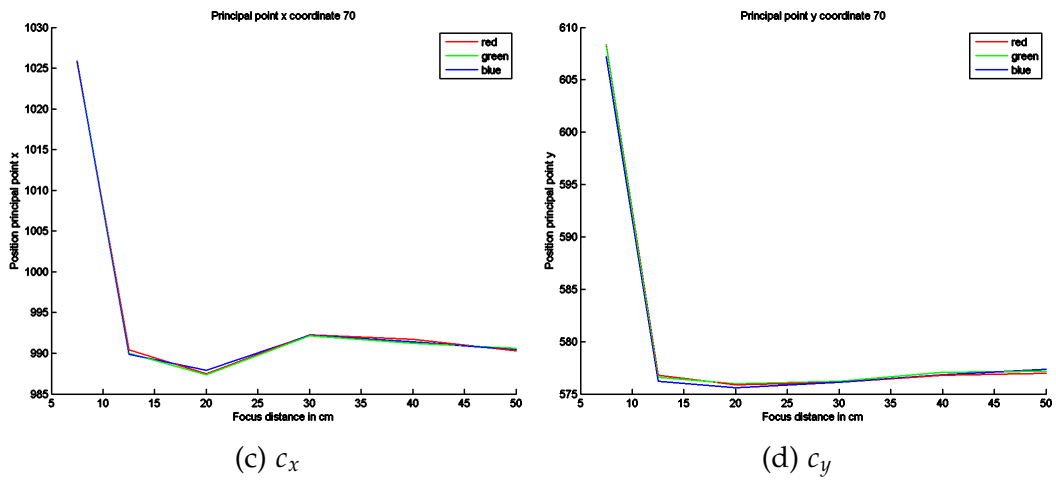 Principal point x coordinate 70
1030
1025
1020
1015
1010
1005
1000
995
990
985
5
10
15
20
25
30
35
40
45
50
Position principal point x
Focus distance in cm
red
green
blue
(c) cx
Principal point y coordinate 70
610
605
600
595
590
585
580
575
5
10
15
20
25
30
35
40
45
50
Position principal point y
Focus distance in cm
red
green
blue
(d) cy